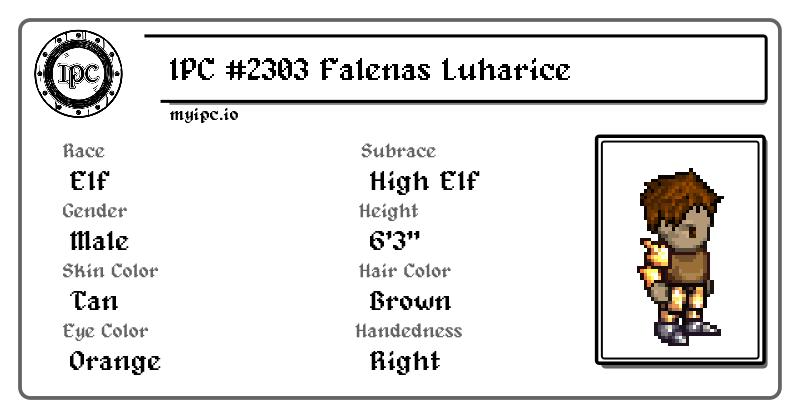 IPC
IPC #2303 Falenas Luharice
myipc.io
Race
Subrace
Elf
High Elf
Gender
Height
Male
6'3"
Skin Color
Hair Color
Tan
Brown
Eye Color
Handedness
Orange
Right